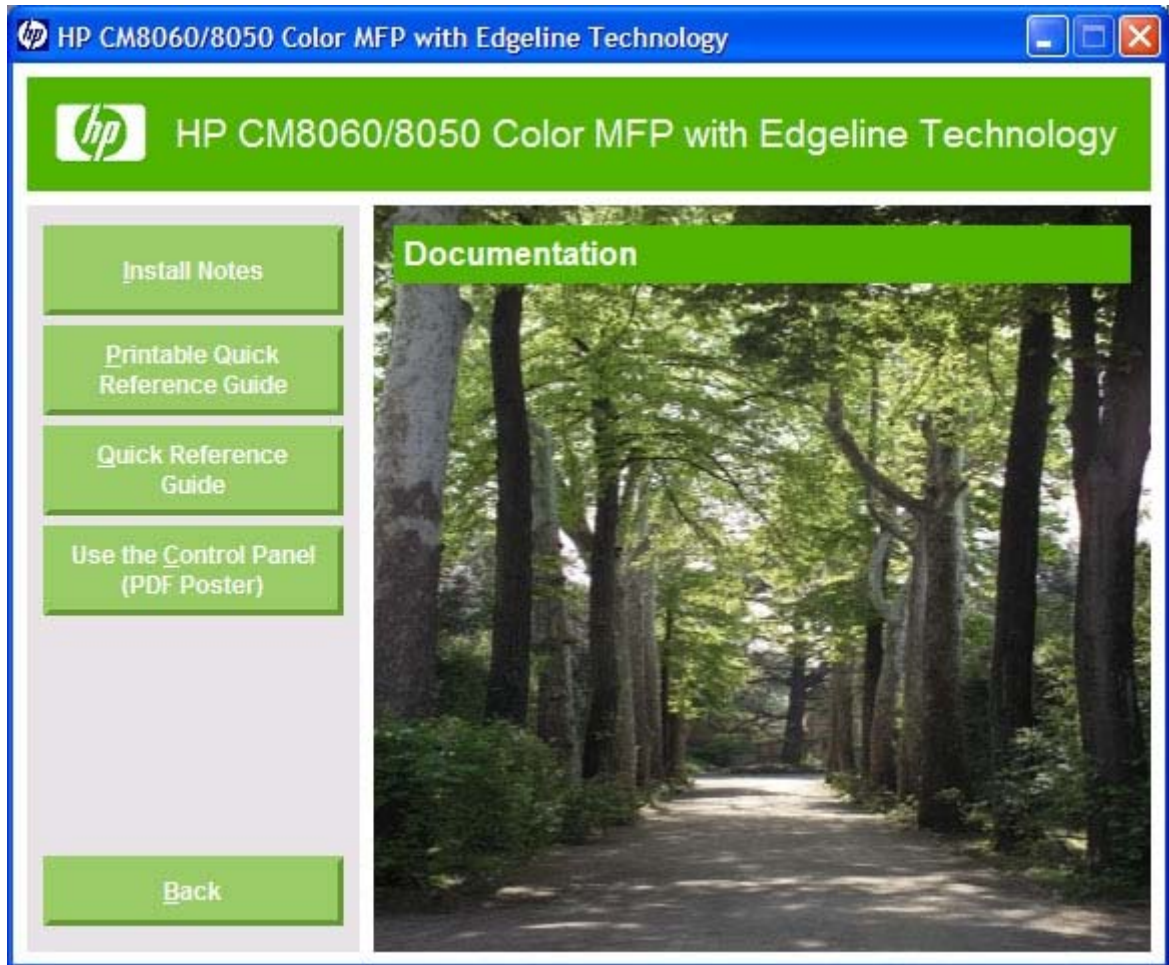 HP CM8060/8050 Color MFP with Edgeline Technology
hp HP CM8060/8050 Color MFP with Edgeline Technology
Install Notes
Printable Quick
Reference Guide
Quick Reference
Guide
Use the Control Panel
(PDF Poster)
Back
Documentation